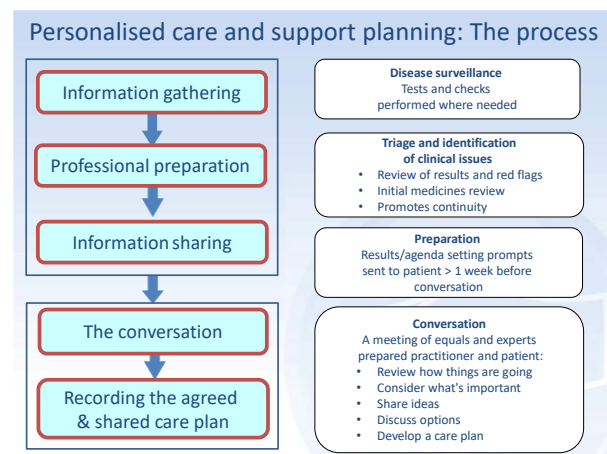 Personalised care and support planning: The process
Information gathering
Professional preparation
Information sharing
The conversation
Recording the agreed
& shared care plan
Disease surveillance
Tests and checks
performed where needed
Triage and identification
of clinical issues
• Review of results and red flags
• Initial medicines review
• Promotes continuity
Preparation
Results/agenda setting prompts
sent to patient > 1 week before
conversation
Conversation
A meeting of equals and experts
prepared practitioner and patient:
• Review how things are going
• Consider what's important
• Share ideas
• Discuss options
• Develop a care plan